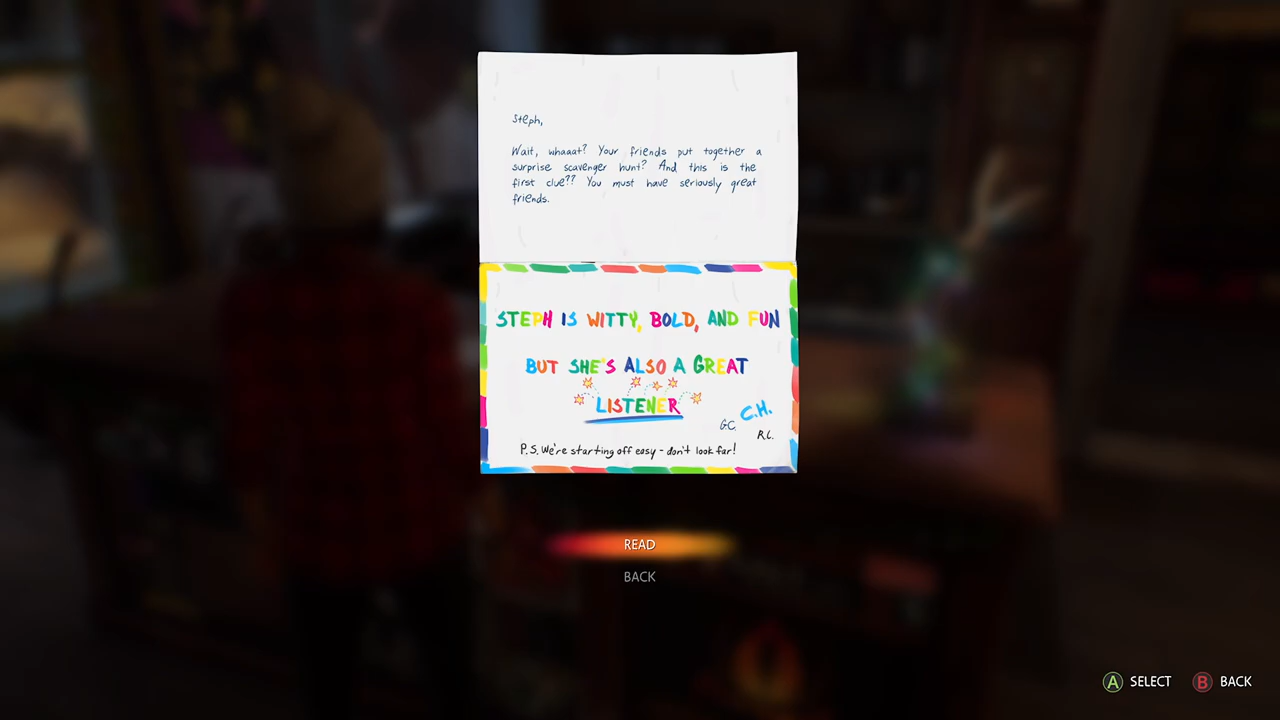 Steph,
Wait, whaaat? Your friends put together a
surprise scavenger hunt? And this is the
first clue?? You must have seriously great
friends.
STEPH IS WITTY, BOLD, AND FUN
BUT SHE'S ALSO A GREAT
LISTENER
C.H.
G.C.
R.L.
P.S. We're starting off easy - don't look far!
READ
BACK
A SELECT B BACK